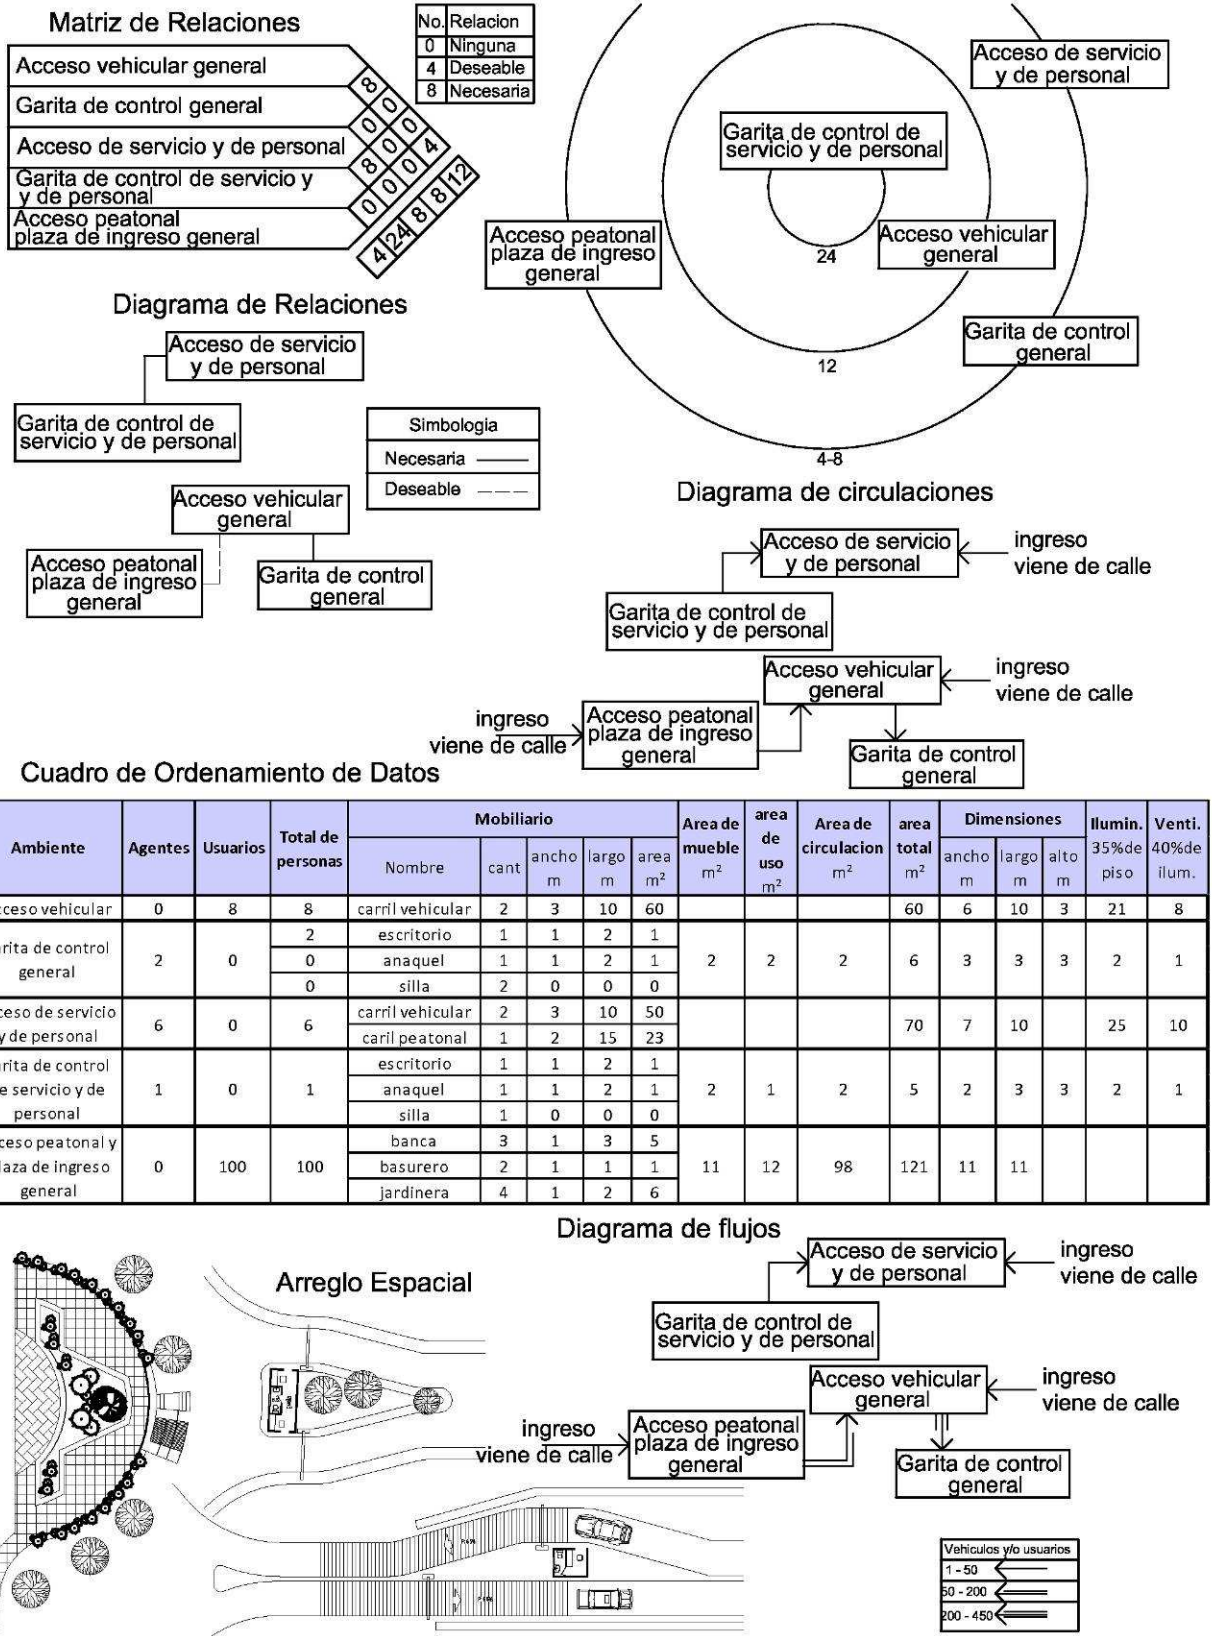 Matriz de Relaciones
No. Relacion
0 Ninguna
4 Deseable
8 Necesaria
Acceso vehicular general
Garita de control general
Acceso de servicio y de personal
Garita de control de servicio y
y de personal
Acceso peatonal
plaza de ingreso general
8
0 0
0 0 0
8 0 4
0 0 12
0 8
8
24
4
Acceso de servicio
y de personal
Garita de control de
servicio y de personal
Acceso peatonal
plaza de ingreso
general
Acceso vehicular
general
24
Garita de control
general
12
4-8
Diagrama de Relaciones
Acceso de servicio
y de personal
Garita de control de
servicio y de personal
Simbologia
Necesaria
Deseable
Acceso vehicular
general
Acceso peatonal
plaza de ingreso
general
Garita de control
general
Diagrama de circulaciones
Acceso de servicio
y de personal
ingreso
viene de calle
Garita de control de
servicio y de personal
Acceso vehicular
general
ingreso
viene de calle
ingreso
viene de calle
Acceso peatonal
plaza de ingreso
general
Garita de control
general
Cuadro de Ordenamiento de Datos
Ambiente Agentes Usuarios Total de personas Mobiliario Area de mueble m² area de uso m² Area de circulacion m² area total m² Dimensiones Ilumin. 35%de piso Venti. 40%de ilum.
Nombre cant ancho m largo m area m² ancho m largo m alto m
cceso vehicular 0 8 8 carril vehicular 2 3 10 60 60 6 10 3 21 8
rita de control general 2 0 2 escritorio 1 1 2 1 2 2 2 6 3 3 3 2 1
0 anaquel 1 1 2 1
0 silla 2 0 0 0
ceso de servicio y de personal 6 0 6 carril vehicular 2 3 10 50 70 7 10 25 10
caril peatonal 1 2 15 23
rita de control e servicio y de personal 1 0 1 escritorio 1 1 2 1 2 1 2 5 2 3 3 2 1
anaquel 1 1 2 1
silla 1 0 0 0
ceso peatonal y laza de ingreso general 0 100 100 banca 3 1 3 5 11 12 98 121 11 11
basurero 2 1 1 1
jardinera 4 1 2 6
Diagrama de flujos
Arreglo Espacial
Acceso de servicio
y de personal
ingreso
viene de calle
Garita de control de
servicio y de personal
Acceso vehicular
general
ingreso
viene de calle
ingreso
viene de calle
Acceso peatonal
plaza de ingreso
general
Garita de control
general
Vehiculos y/o usuarios
1 - 50
50 - 200
200 - 450